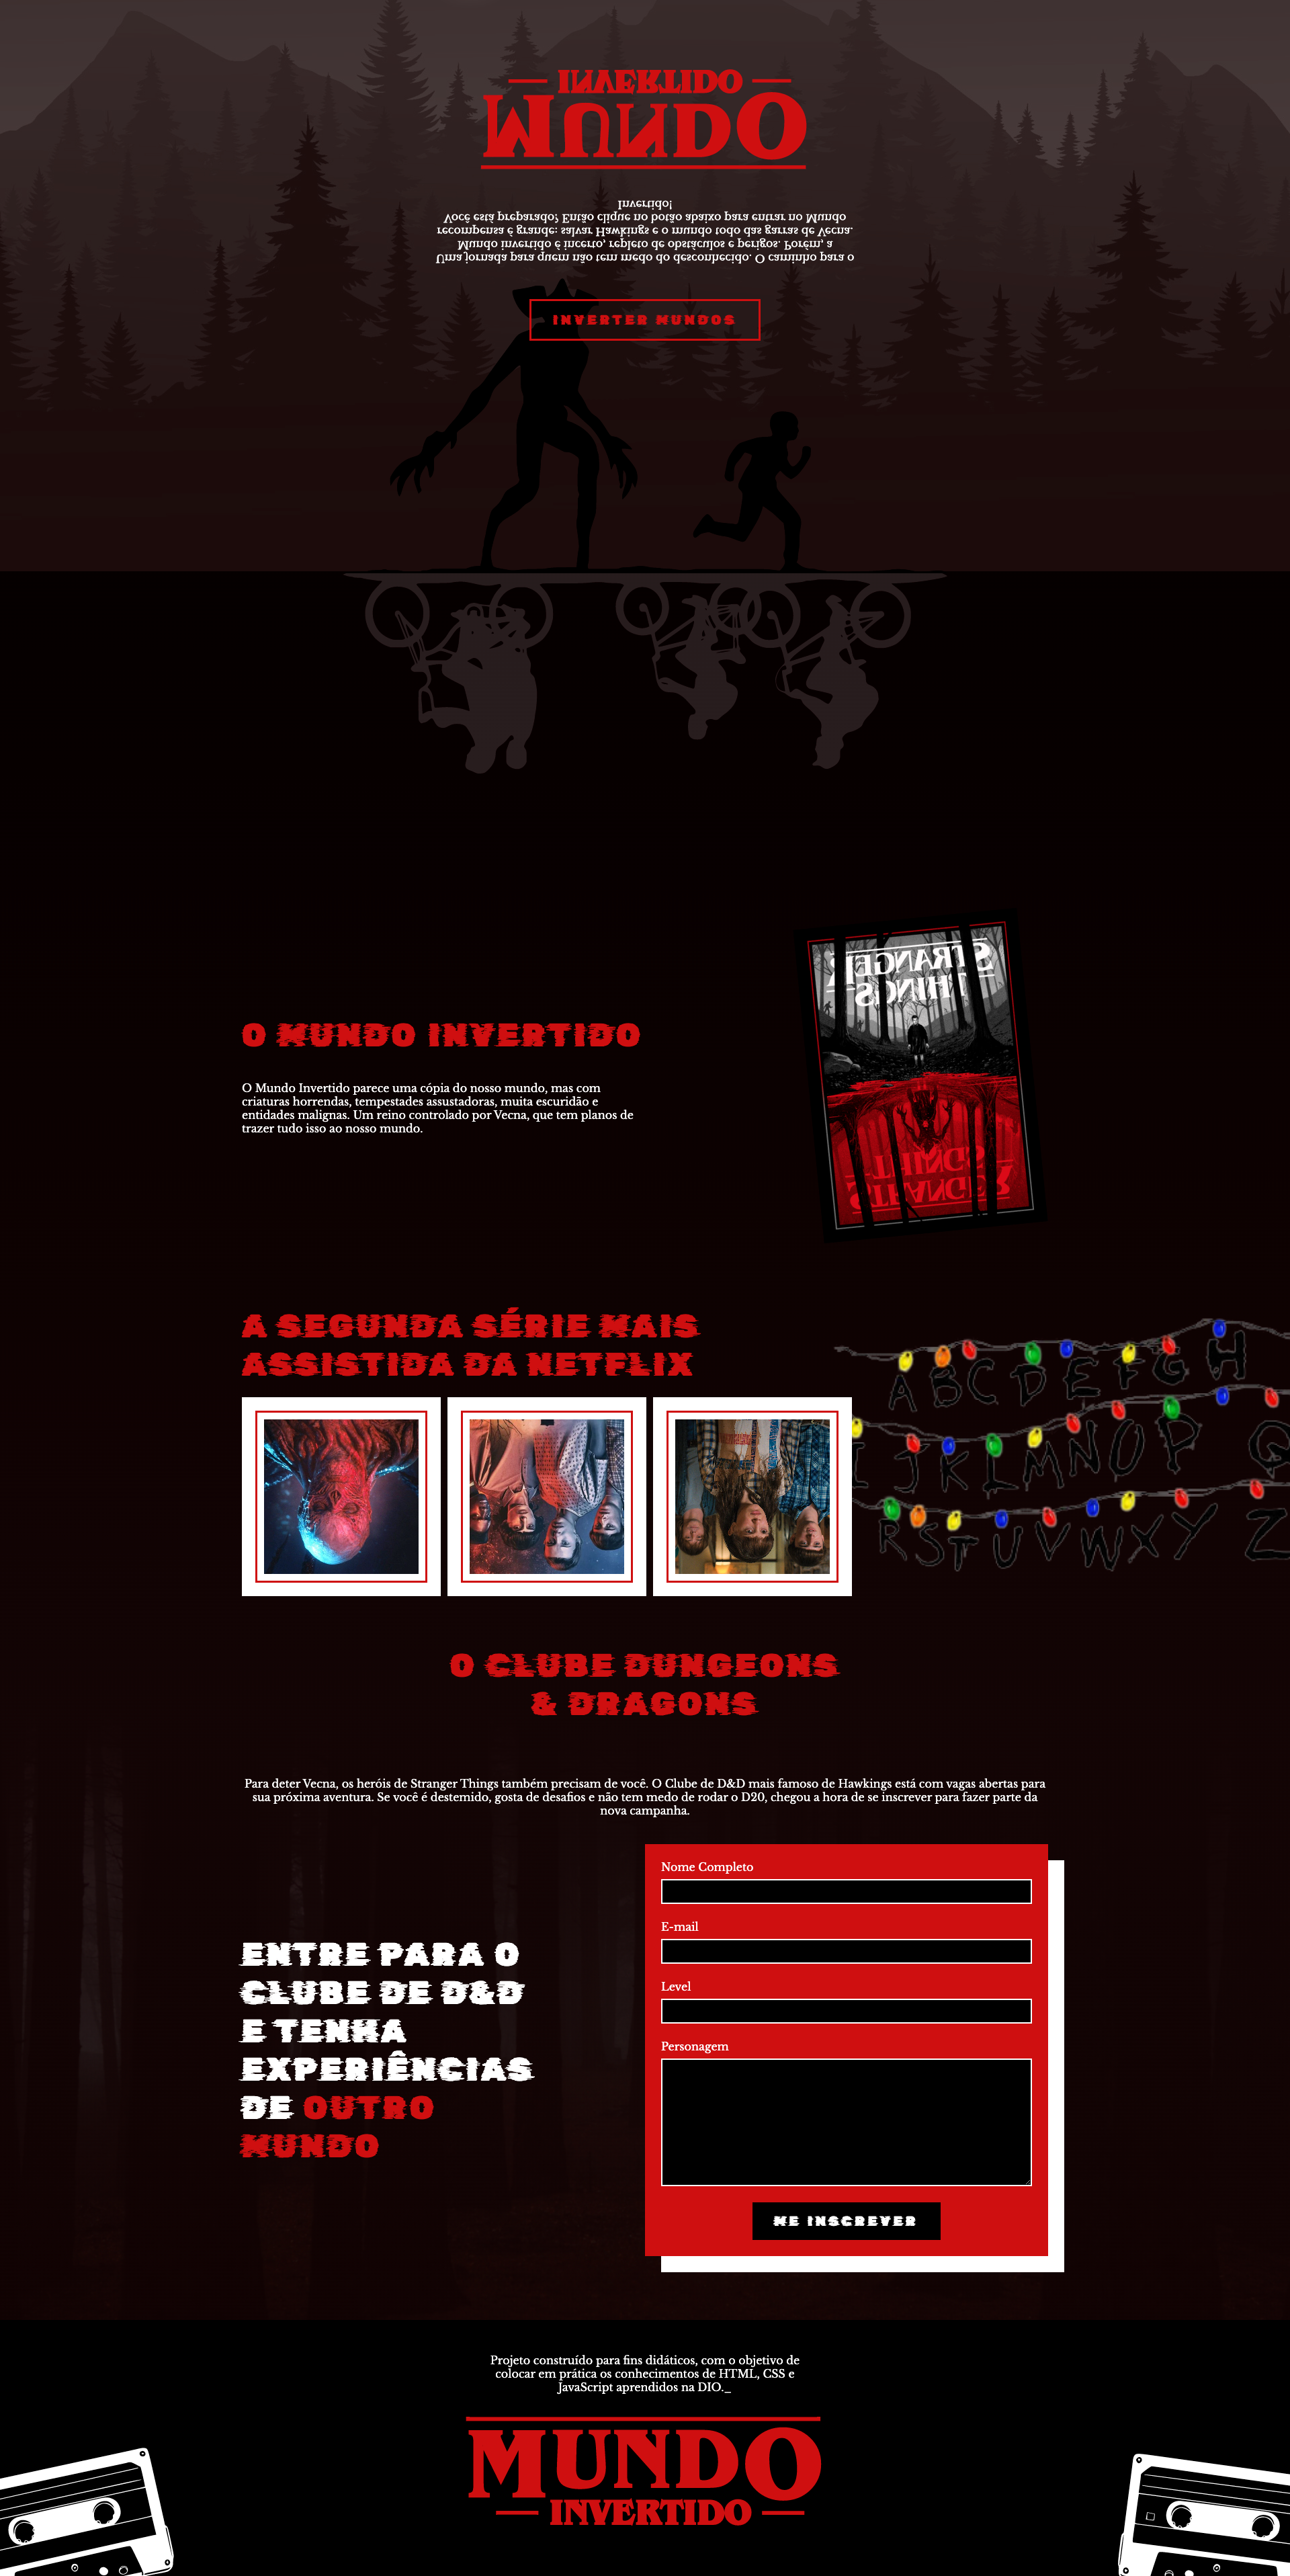 INVERTIDO
MUNDO
Invertido!
Você está preparado? Então clique no botão abaixo para entrar no Mundo
recompensa é grande: salvar Hawkings e o mundo todo das garras de Vecna.
Mundo invertido é incerto, repleto de obstáculos e perigos. Porém, a
Uma jornada para quem não tem medo do desconhecido. O caminho para o
INVERTER MUNDOS
STRANGER
THINGS
THINGS
STRANGER
O MUNDO INVERTIDO
O Mundo Invertido parece uma cópia do nosso mundo, mas com
criaturas horrendas, tempestades assustadoras, muita escuridão e
entidades malignas. Um reino controlado por Vecna, que tem planos de
trazer tudo isso ao nosso mundo.
A SEGUNDA SÉRIE MAIS
ASSISTIDA DA NETFLIX
A B C D E F G H
I J K L M N O P Q
R S T U V W X Y Z
O CLUBE DUNGEONS
& DRAGONS
Para deter Vecna, os heróis de Stranger Things também precisam de você. O Clube de D&D mais famoso de Hawkings está com vagas abertas para
sua próxima aventura. Se você é destemido, gosta de desafios e não tem medo de rodar o D20, chegou a hora de se inscrever para fazer parte da
nova campanha.
ENTRE PARA O
CLUBE DE D&D
E TENHA
EXPERIÊNCIAS
DE OUTRO
MUNDO
Nome Completo
E-mail
Level
Personagem
ME INSCREVER
Projeto construído para fins didáticos, com o objetivo de
colocar em prática os conhecimentos de HTML, CSS e
JavaScript aprendidos na DIO._
MUNDO
INVERTIDO